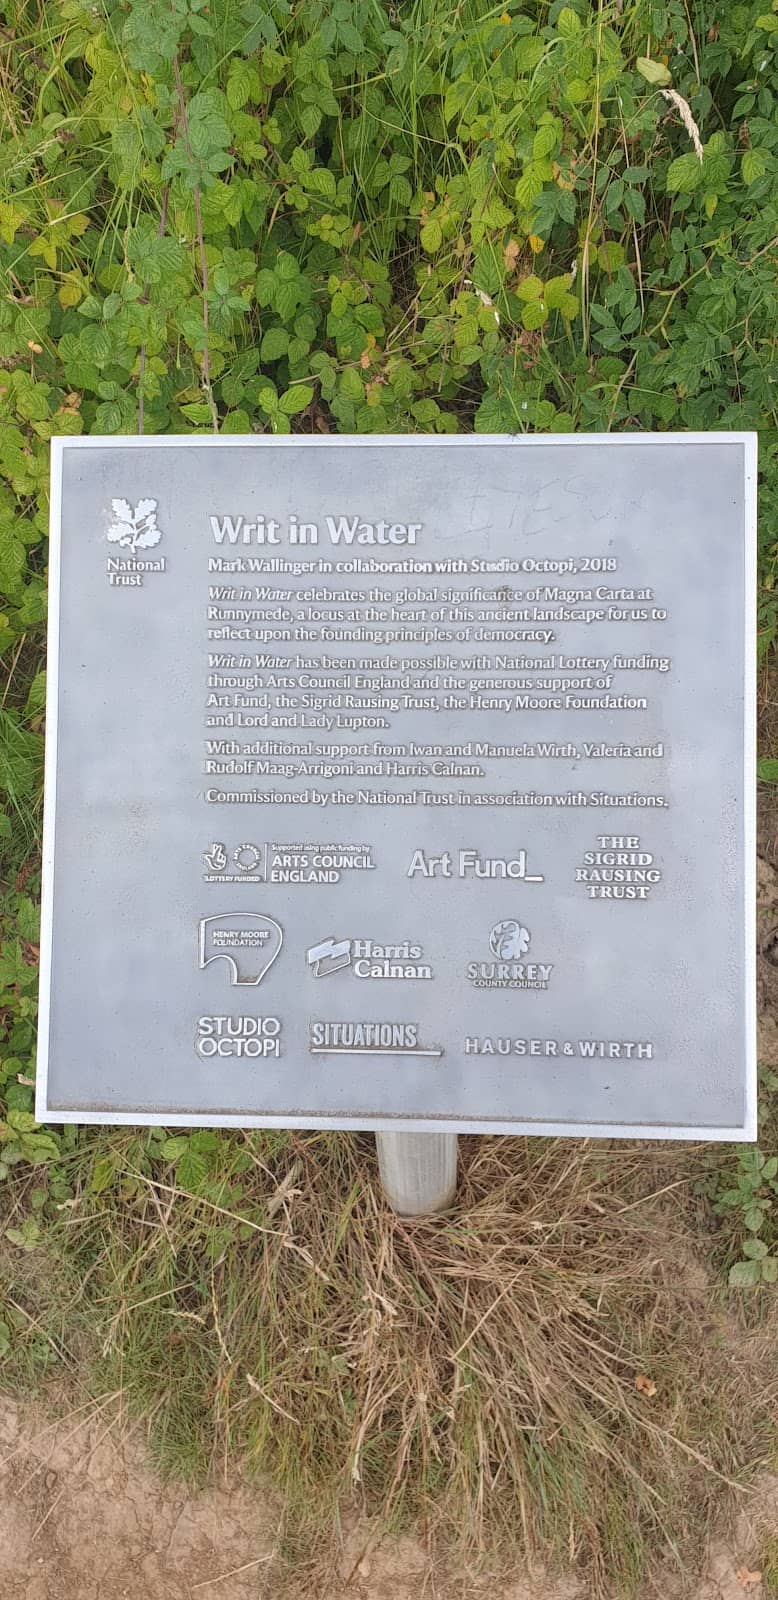 National
Trust
Writ in Water
Mark Wallinger in collaboration with Studio Octopi, 2018
Writ in Water celebrates the global significance of Magna Carta at
Runnymede, a locus at the heart of this ancient landscape for us to
reflect upon the founding principles of democracy.
Writ in Water has been made possible with National Lottery funding
through Arts Council England and the generous support of
Art Fund, the Sigrid Rausing Trust, the Henry Moore Foundation
and Lord and Lady Lupton.
With additional support from Iwan and Manuela Wirth, Valeria and
Rudolf Maag-Arrigoni and Harris Calnan.
Commissioned by the National Trust in association with Situations.
LOTTERY FUNDED
Supported using public funding by
ARTS COUNCIL
ENGLAND
Art Fund_
THE
SIGRID
RAUSING
TRUST
HENRY MOORE
FOUNDATION
Harris
Calnan
SURREY
COUNTY COUNCIL
STUDIO
OCTOPI
SITUATIONS
HAUSER & WIRTH